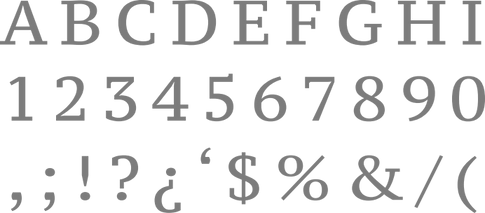 A B C D E F G H I
1 2 3 4 5 6 7 8 9 0
, ; ! ? ¿ ‘ $ % & / (